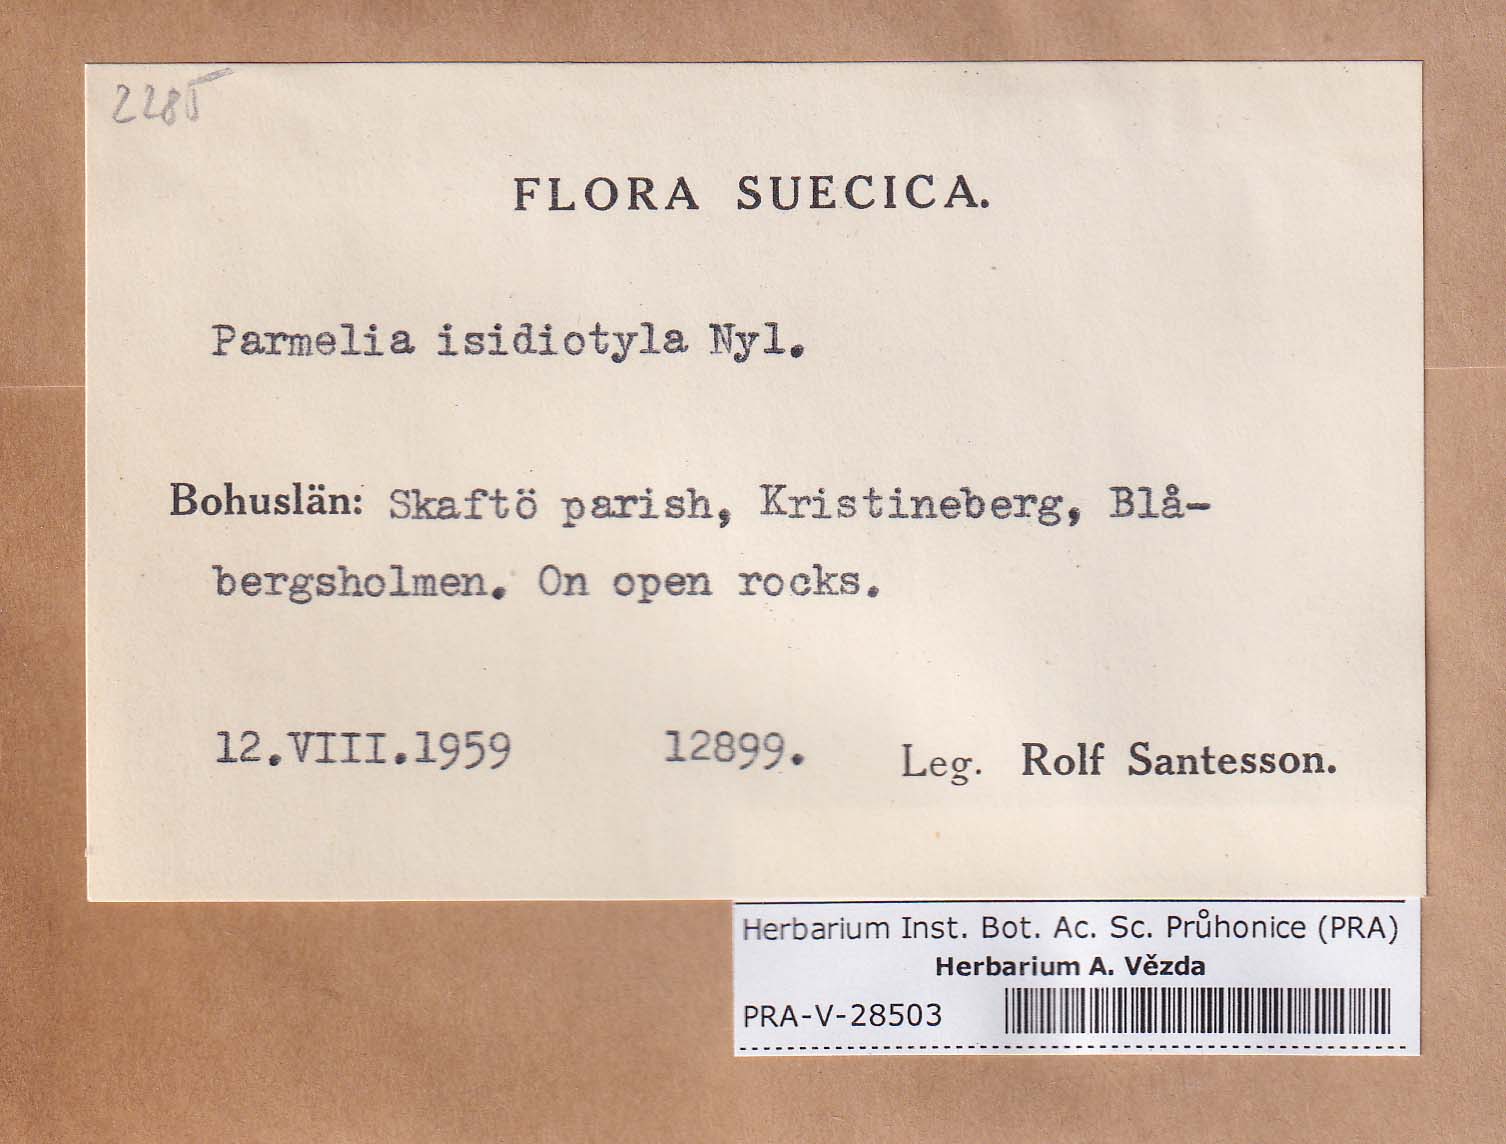 2285
FLORA SUECICA.
Parmelia isidiotyla Nyl.
Bohuslän: Skaftö parish, Kristineberg, Blå-
bergsholmen. On open rocks.
12.VIII.1959 12899. Leg. Rolf Santesson.
Herbarium Inst. Bot. Ac. Sc. Průhonice (PRA)
Herbarium A. Vězda
PRA-V-28503